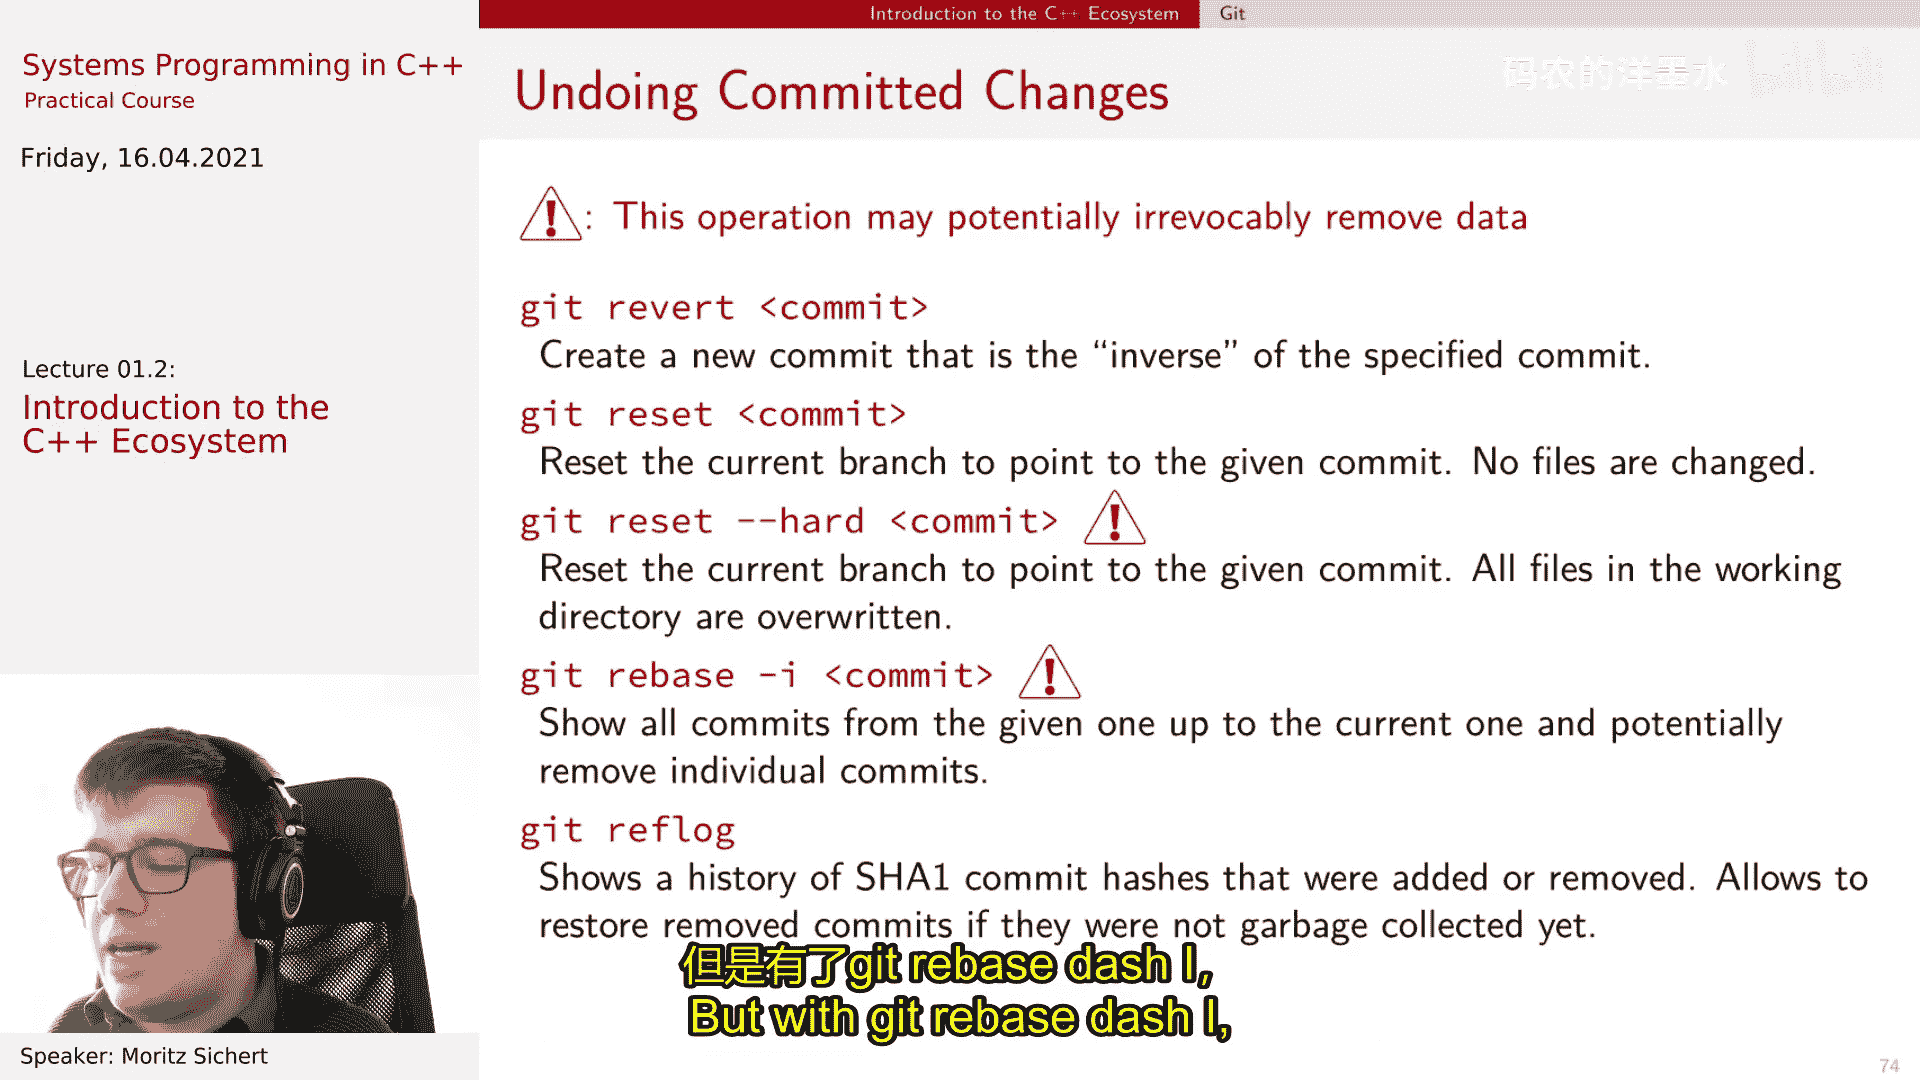 Introduction to the C++ Ecosystem Git
Systems Programming in C++
Practical Course
Friday, 16.04.2021
Lecture 01.2:
Introduction to the
C++ Ecosystem
Speaker: Moritz Sichert
Undoing Committed Changes
码农的洋墨水 bilibili
: This operation may potentially irrevocably remove data
git revert <commit>
Create a new commit that is the “inverse” of the specified commit.
git reset <commit>
Reset the current branch to point to the given commit. No files are changed.
git reset --hard <commit>
Reset the current branch to point to the given commit. All files in the working
directory are overwritten.
git rebase -i <commit>
Show all commits from the given one up to the current one and potentially
remove individual commits.
git reflog
Shows a history of SHA1 commit hashes that were added or removed. Allows to
restore removed commits if they were not garbage collected yet.
但是有了git rebase dash I,
But with git rebase dash I,
74